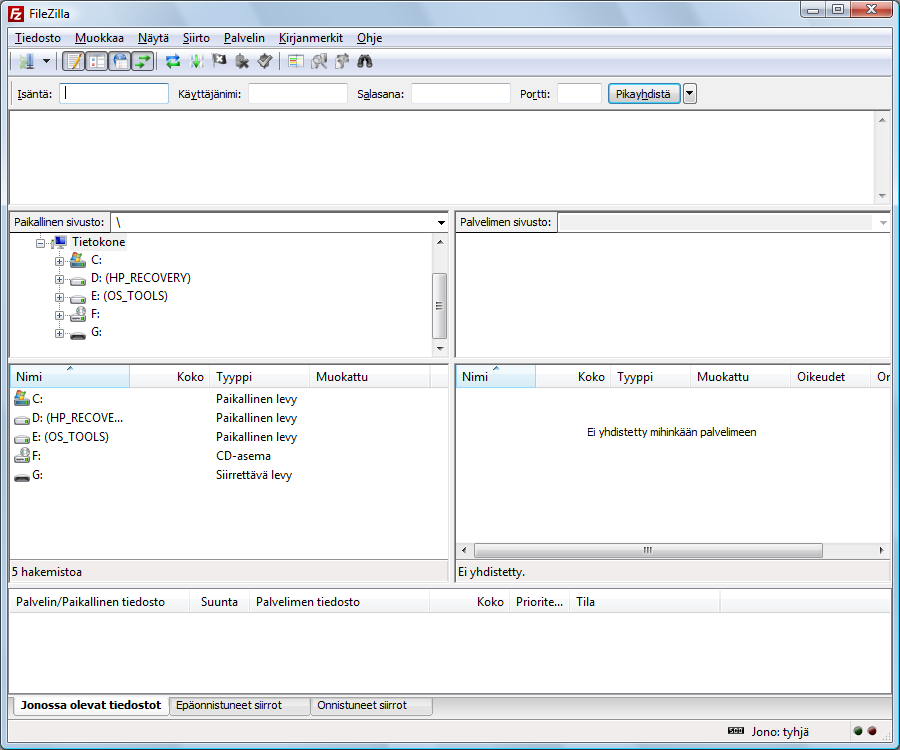 FileZilla
Tiedosto Muokkaa Näytä Siirto Palvelin Kirjanmerkit Ohje
Isäntä: Käyttäjänimi: Salasana: Portti: Pikayhdistä
Paikallinen sivusto: \
Palvelimen sivusto:
Tietokone
C:
D: (HP_RECOVERY)
E: (OS_TOOLS)
F:
G:
Nimi Koko Tyyppi Muokattu
C: Paikallinen levy
D: (HP_RECOVE... Paikallinen levy
E: (OS_TOOLS) Paikallinen levy
F: CD-asema
G: Siirrettävä levy
5 hakemistoa
Nimi Koko Tyyppi Muokattu Oikeudet Or
Ei yhdistetty mihinkään palvelimeen
Ei yhdistetty.
Palvelin/Paikallinen tiedosto Suunta Palvelimen tiedosto Koko Priorite... Tila
Jonossa olevat tiedostot Epäonnistuneet siirrot Onnistuneet siirrot
Jono: tyhjä